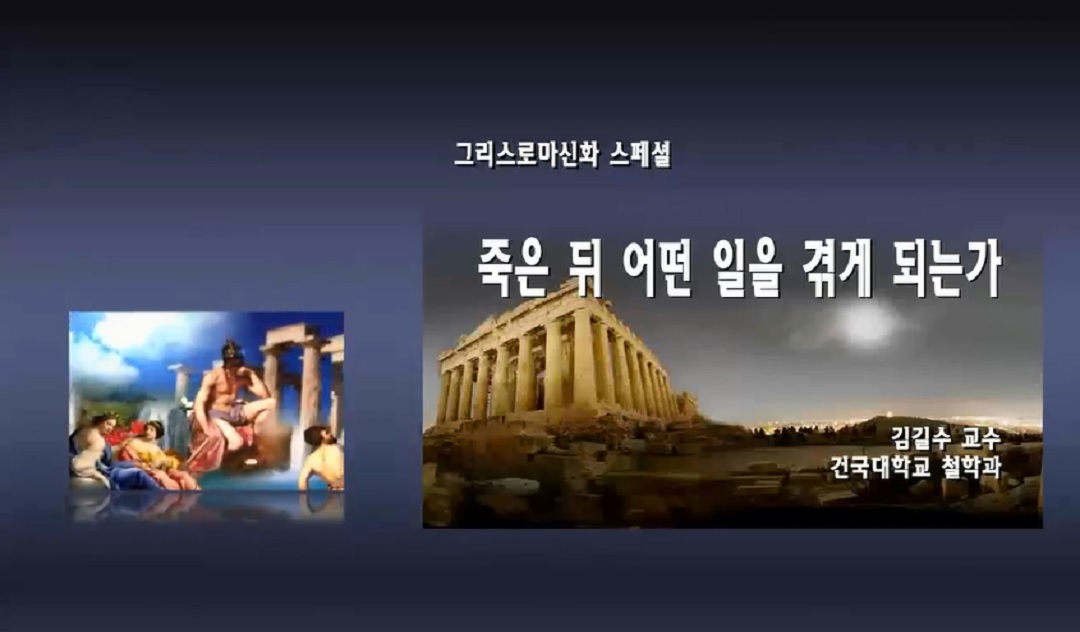 그리스로마신화 스페셜
죽은 뒤 어떤 일을 겪게 되는가
김길수 교수
건국대학교 철학과